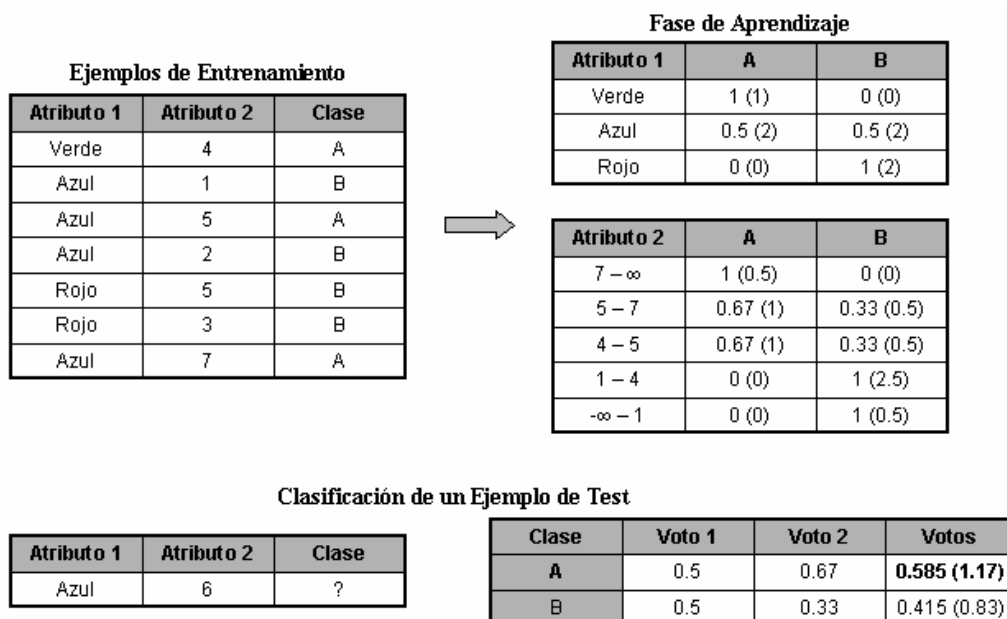 Ejemplos de Entrenamiento
Atributo 1 Atributo 2 Clase
Verde 4 A
Azul 1 B
Azul 5 A
Azul 2 B
Rojo 5 B
Rojo 3 B
Azul 7 A
Fase de Aprendizaje
Atributo 1 A B
Verde 1 (1) 0 (0)
Azul 0.5 (2) 0.5 (2)
Rojo 0 (0) 1 (2)
Atributo 2 A B
7 – ∞ 1 (0.5) 0 (0)
5 – 7 0.67 (1) 0.33 (0.5)
4 – 5 0.67 (1) 0.33 (0.5)
1 – 4 0 (0) 1 (2.5)
-∞ – 1 0 (0) 1 (0.5)
Clasificación de un Ejemplo de Test
Atributo 1 Atributo 2 Clase
Azul 6 ?
Clase Voto 1 Voto 2 Votos
A 0.5 0.67 0.585 (1.17)
B 0.5 0.33 0.415 (0.83)